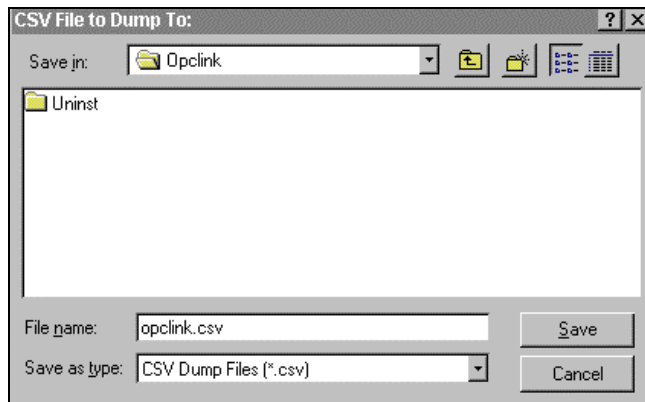 CSV File to Dump To:
Save in: Opclink
Uninst
File name: opclink.csv Save
Save as type: CSV Dump Files (*.csv) Cancel